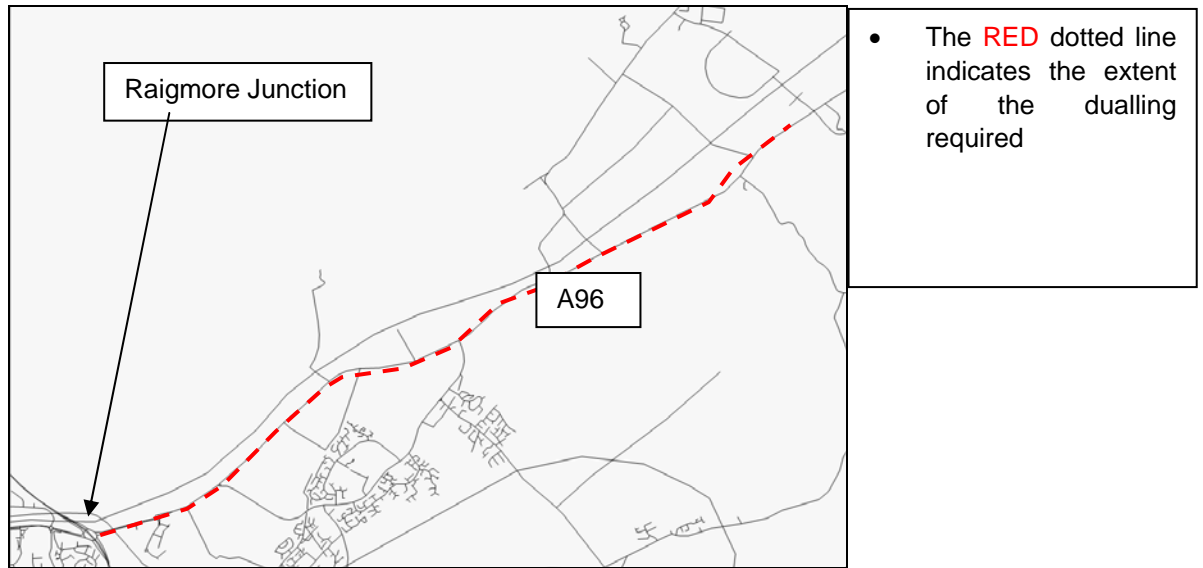 Raigmore Junction
A96
• The RED dotted line
indicates the extent
of the dualling
required